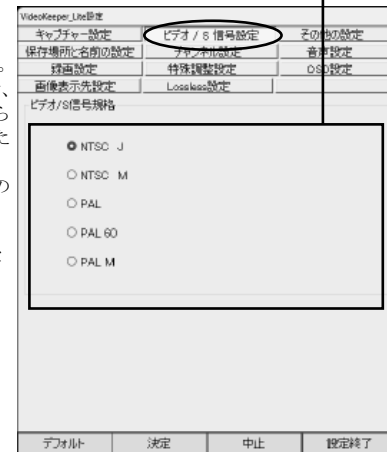 VideoKeeper_Lite設定
キャプチャー設定
ビデオ / S 信号設定
その他の設定
保存場所と名前の設定
チャンネル設定
音声設定
録画設定
特殊調整設定
OSD設定
画像表示先設定
Lossless設定
ビデオ/S信号規格
NTSC J
NTSC M
PAL
PAL 60
PAL M
デフォルト
決定
中止
設定終了
。
、
ら
た
の